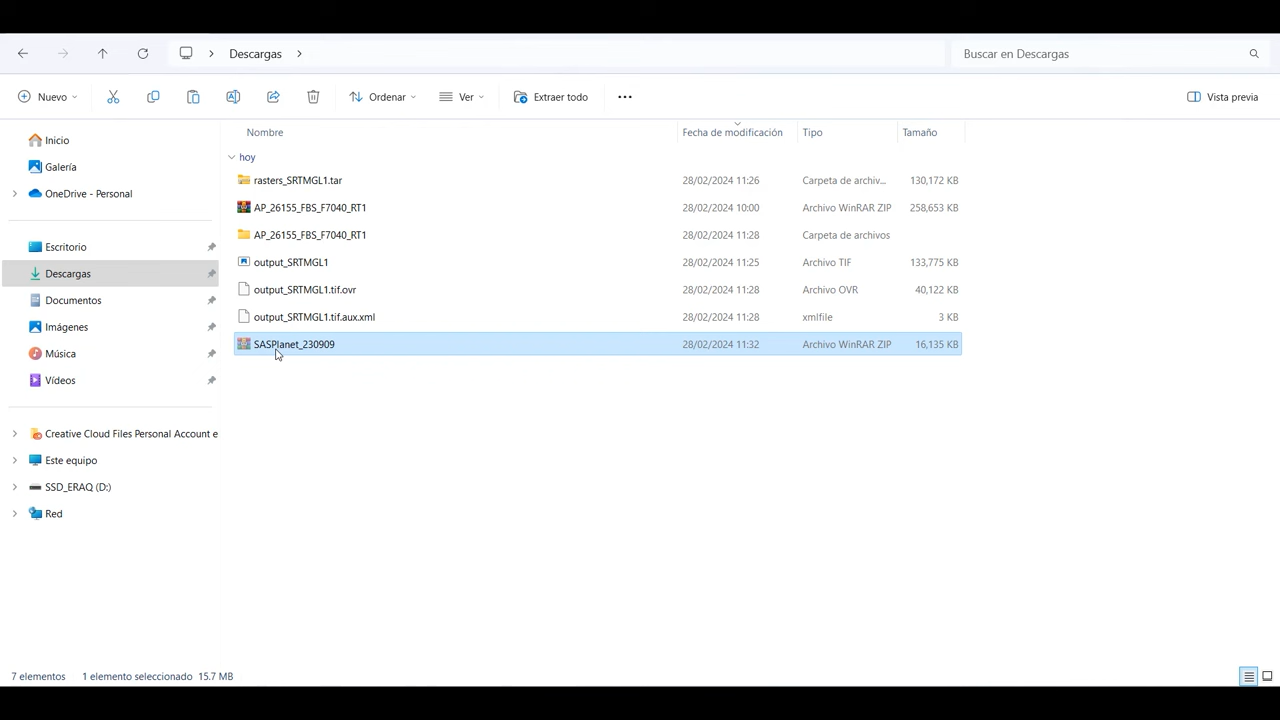 Descargas
Buscar en Descargas
Nuevo
Ordenar
Ver
Extraer todo
Vista previa
Inicio
Galería
OneDrive - Personal
Escritorio
Descargas
Documentos
Imágenes
Música
Vídeos
Creative Cloud Files Personal Account e
Este equipo
SSD_ERAQ (D:)
Red
Nombre Fecha de modificación Tipo Tamaño
hoy
rasters_SRTMGL1.tar 28/02/2024 11:26 Carpeta de archiv... 130,172 KB
AP_26155_FBS_F7040_RT1 28/02/2024 10:00 Archivo WinRAR ZIP 258,653 KB
AP_26155_FBS_F7040_RT1 28/02/2024 11:28 Carpeta de archivos
output_SRTMGL1 28/02/2024 11:25 Archivo TIF 133,775 KB
output_SRTMGL1.tif.ovr 28/02/2024 11:28 Archivo OVR 40,122 KB
output_SRTMGL1.tif.aux.xml 28/02/2024 11:28 xmlfile 3 KB
SASPlanet_230909 28/02/2024 11:32 Archivo WinRAR ZIP 16,135 KB
7 elementos 1 elemento seleccionado 15.7 MB